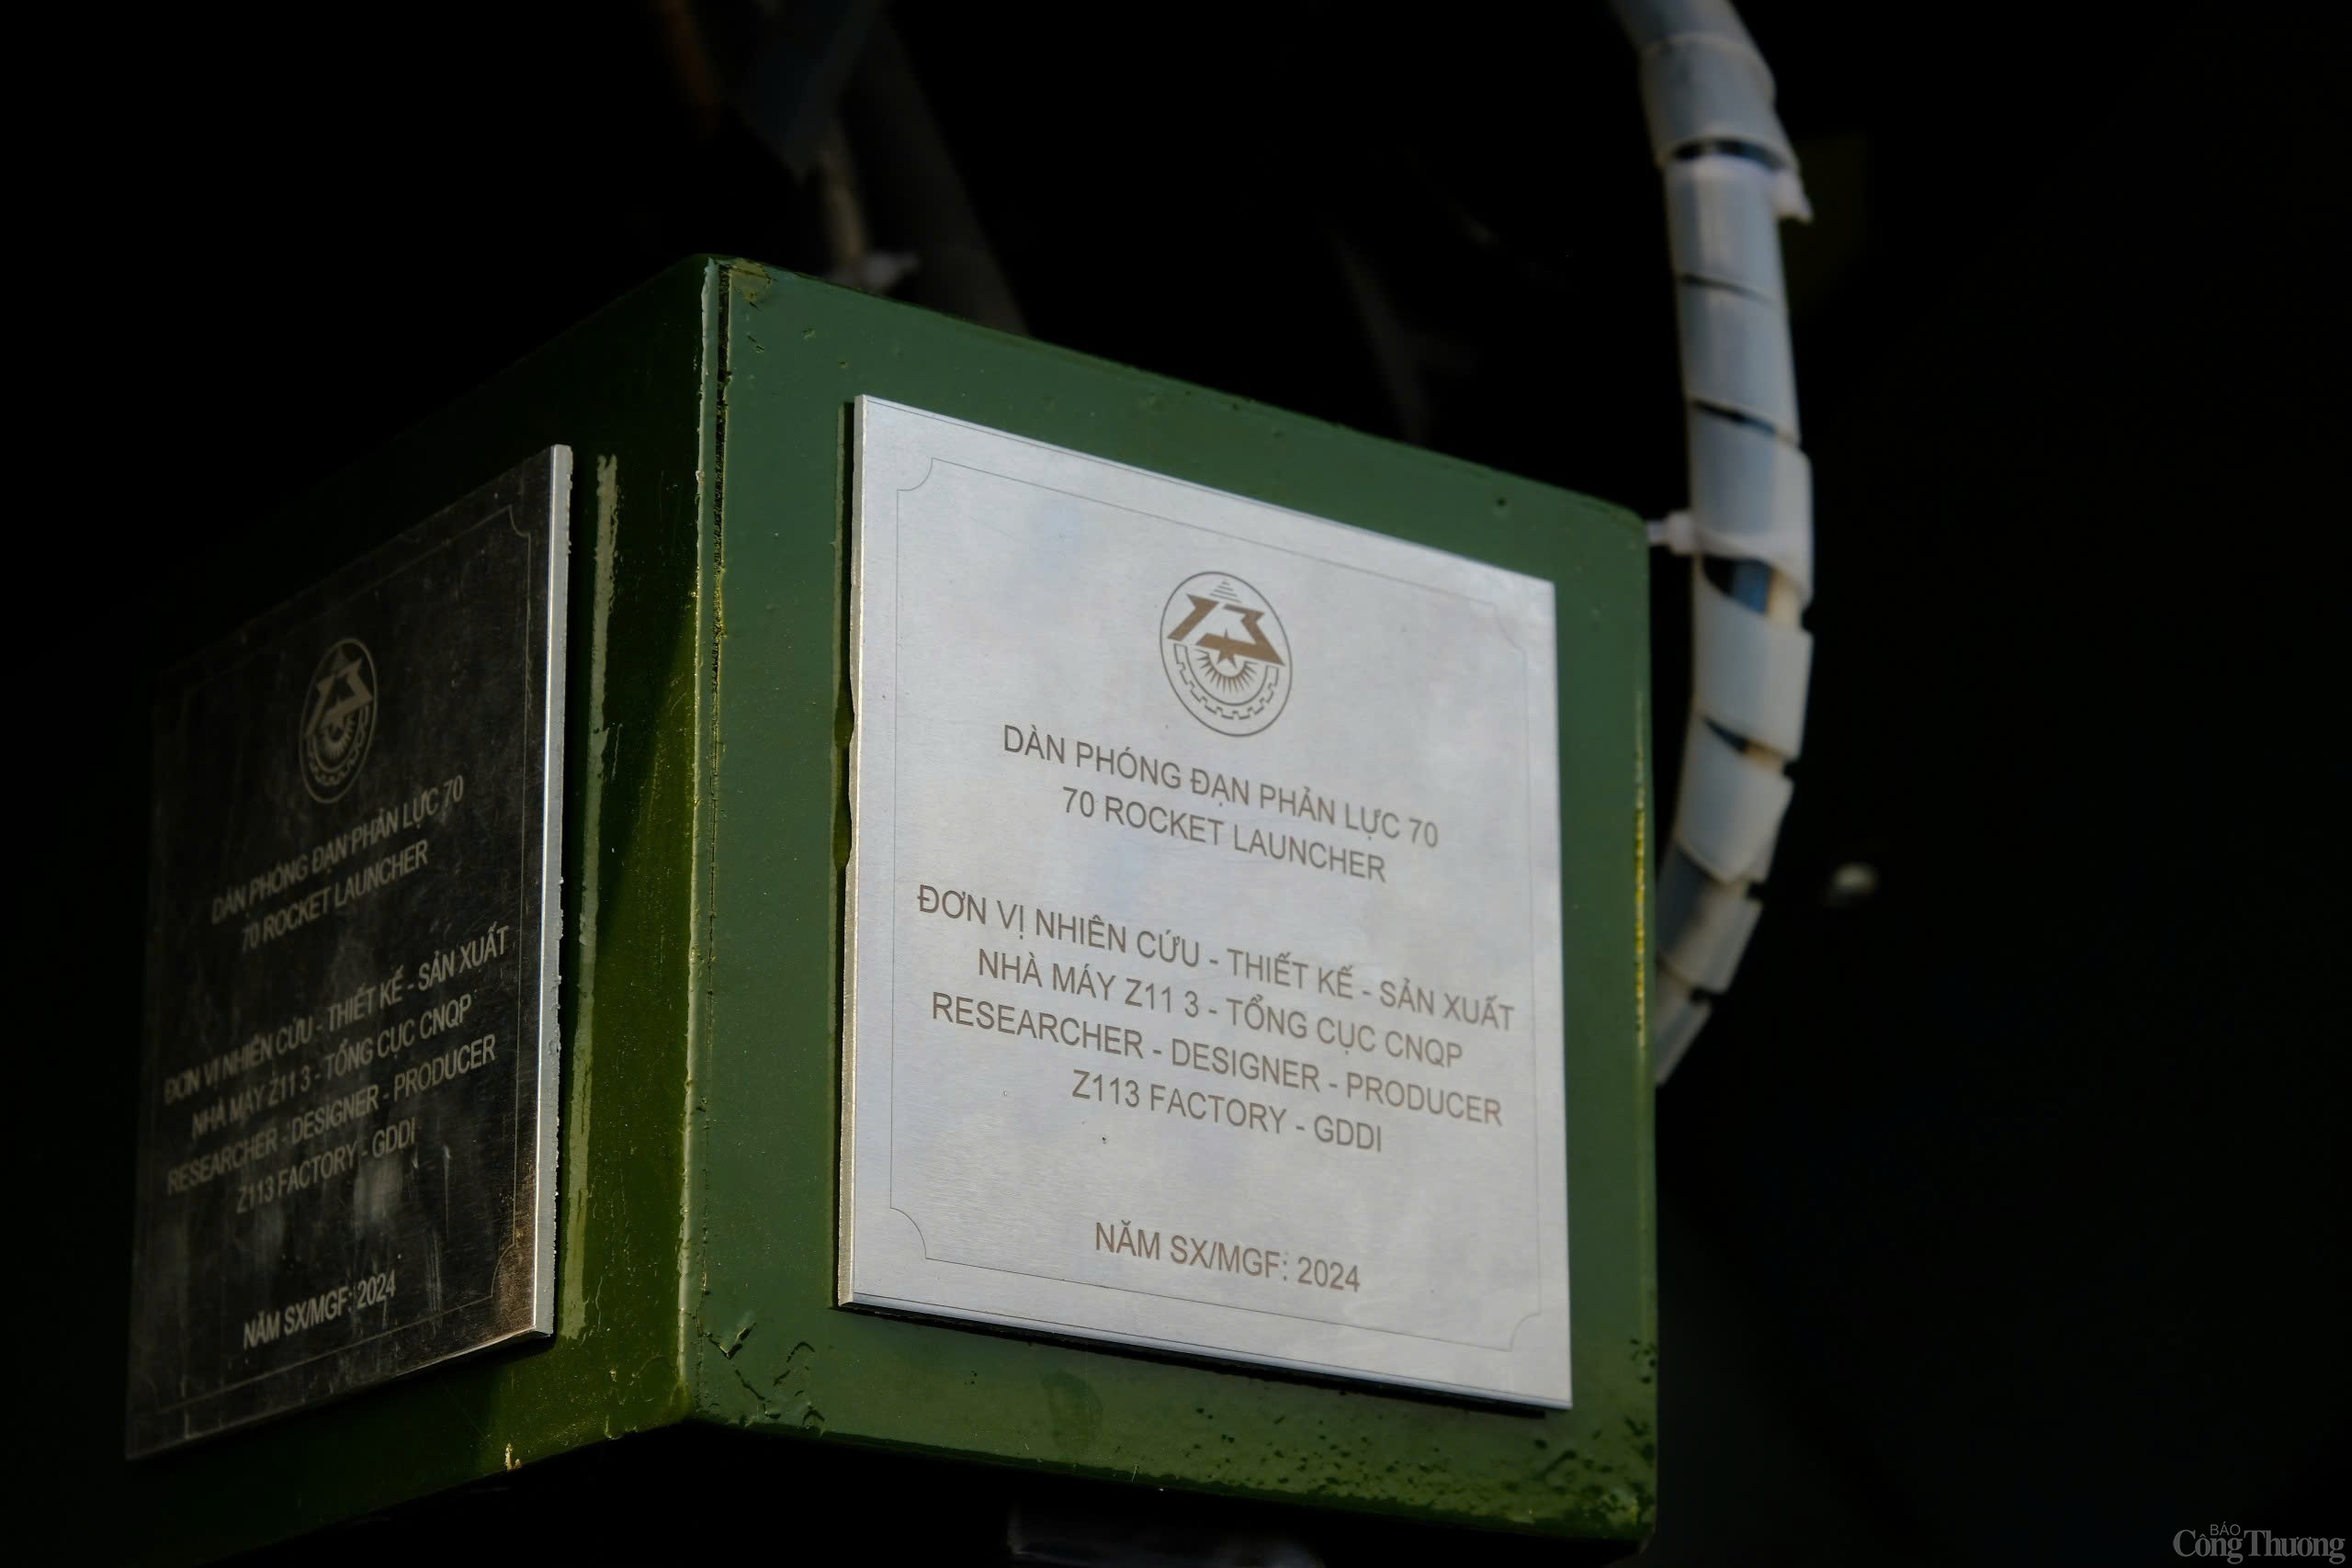 DÀN PHÓNG ĐẠN PHẢN LỰC 70
70 ROCKET LAUNCHER
ĐƠN VỊ NHIÊN CỨU - THIẾT KẾ - SẢN XUẤT
NHÀ MÁY Z11 3 - TỔNG CỤC CNQP
RESEARCHER - DESIGNER - PRODUCER
Z113 FACTORY - GDDI
NĂM SX/MGF: 2024
13
DÀN PHÓNG ĐẠN PHẢN LỰC 70
70 ROCKET LAUNCHER
ĐƠN VỊ NHIÊN CỨU - THIẾT KẾ - SẢN XUẤT
NHÀ MÁY Z11 3 - TỔNG CỤC CNQP
RESEARCHER - DESIGNER - PRODUCER
Z113 FACTORY - GDDI
NĂM SX/MGF: 2024
BÁO
Công Thương